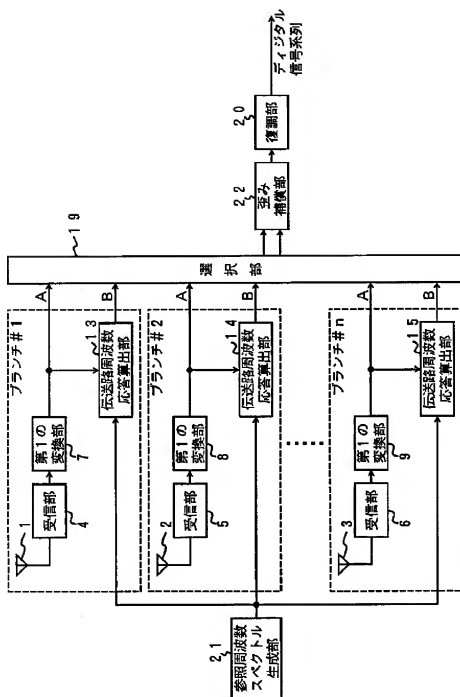 ブランチ#1
1
受信部
4
第1の
変換部
7
伝送路周波数
応答算出部
13
A
B
ブランチ#2
2
受信部
5
第1の
変換部
8
伝送路周波数
応答算出部
14
A
B
ブランチ#n
3
受信部
6
第1の
変換部
9
伝送路周波数
応答算出部
15
A
B
21
参照周波数
スペクトル
生成部
選択部
19
22
歪み
補償部
20
復調部
ディジタル
信号系列